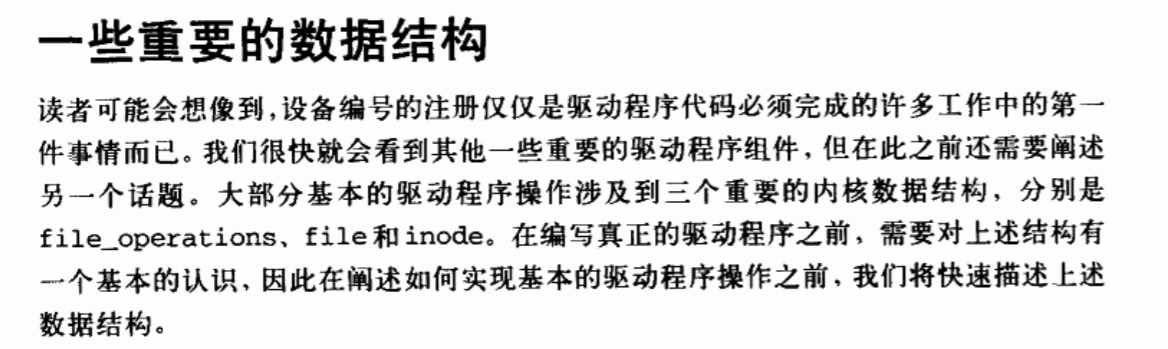 一些重要的数据结构
读者可能会想像到,设备编号的注册仅仅是驱动程序代码必须完成的许多工作中的第一
件事情而已。我们很快就会看到其他一些重要的驱动程序组件,但在此之前还需要阐述
另一个话题。大部分基本的驱动程序操作涉及到三个重要的内核数据结构,分别是
file_operations、file和inode。在编写真正的驱动程序之前,需要对上述结构有
一个基本的认识,因此在阐述如何实现基本的驱动程序操作之前,我们将快速描述上述
数据结构。